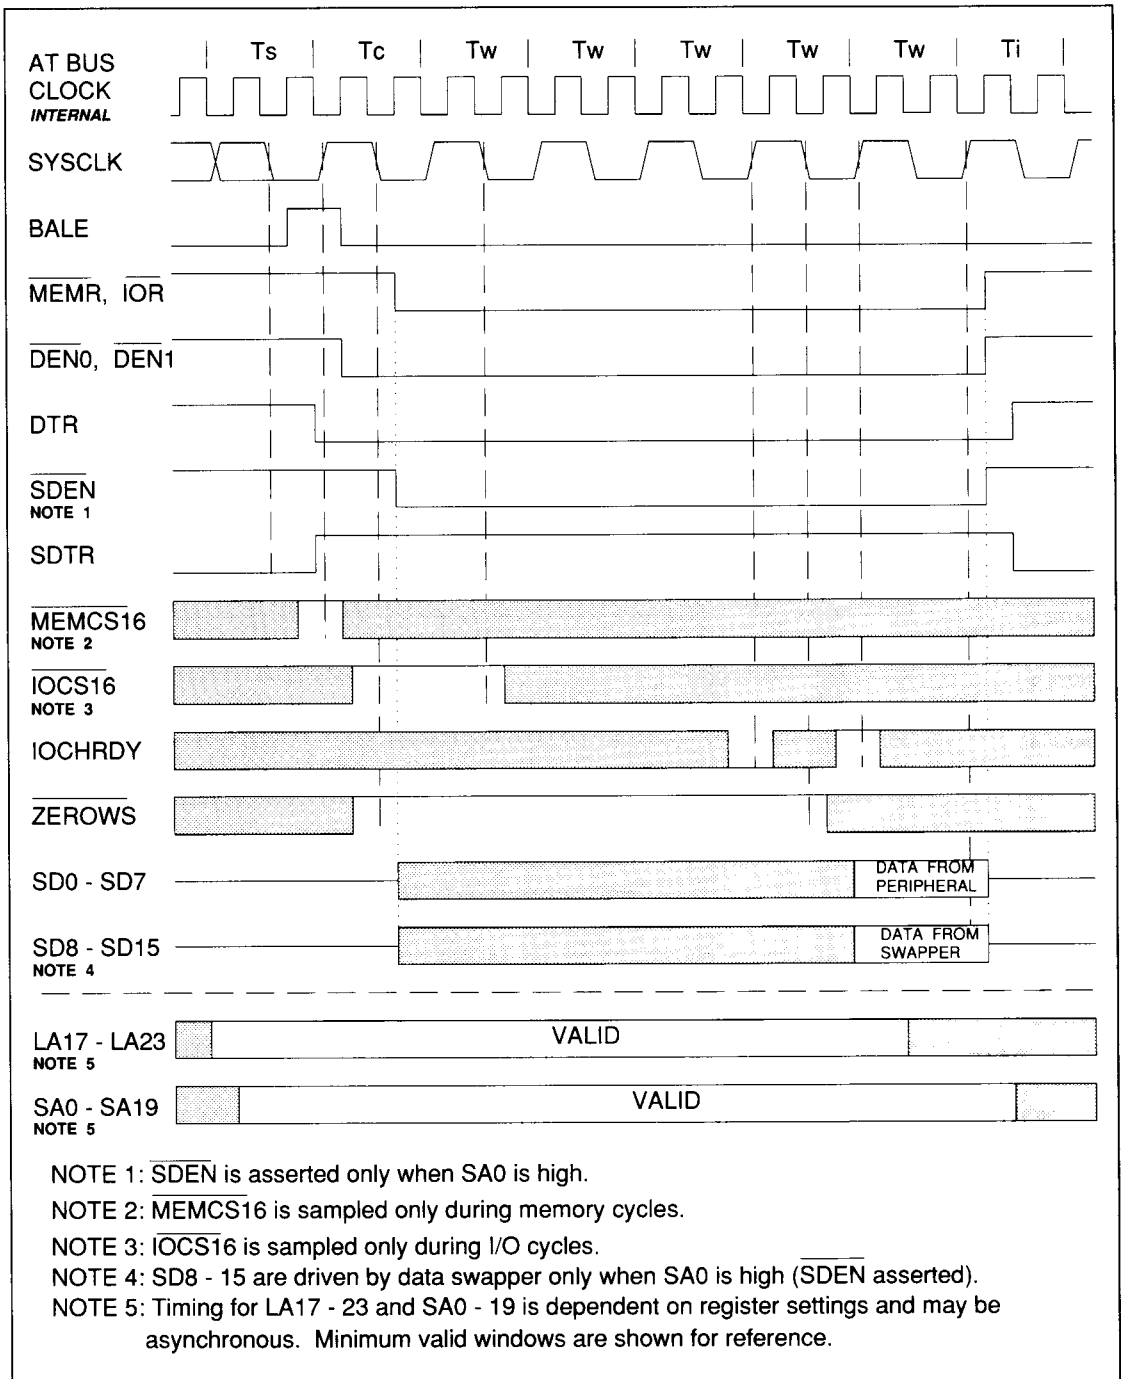 Ts Tc Tw Tw Tw Tw Tw Ti
AT BUS
CLOCK
INTERNAL
SYSCLK
BALE
MEMR, IOR
DEN0, DEN1
DTR
SDEN
NOTE 1
SDTR
MEMCS16
NOTE 2
IOCS16
NOTE 3
IOCHRDY
ZEROWS
SD0 - SD7
DATA FROM
PERIPHERAL
SD8 - SD15
NOTE 4
DATA FROM
SWAPPER
LA17 - LA23
NOTE 5
VALID
SA0 - SA19
NOTE 5
VALID
NOTE 1: SDEN is asserted only when SA0 is high.
NOTE 2: MEMCS16 is sampled only during memory cycles.
NOTE 3: IOCS16 is sampled only during I/O cycles.
NOTE 4: SD8 - 15 are driven by data swapper only when SA0 is high (SDEN asserted).
NOTE 5: Timing for LA17 - 23 and SA0 - 19 is dependent on register settings and may be
asynchronous. Minimum valid windows are shown for reference.